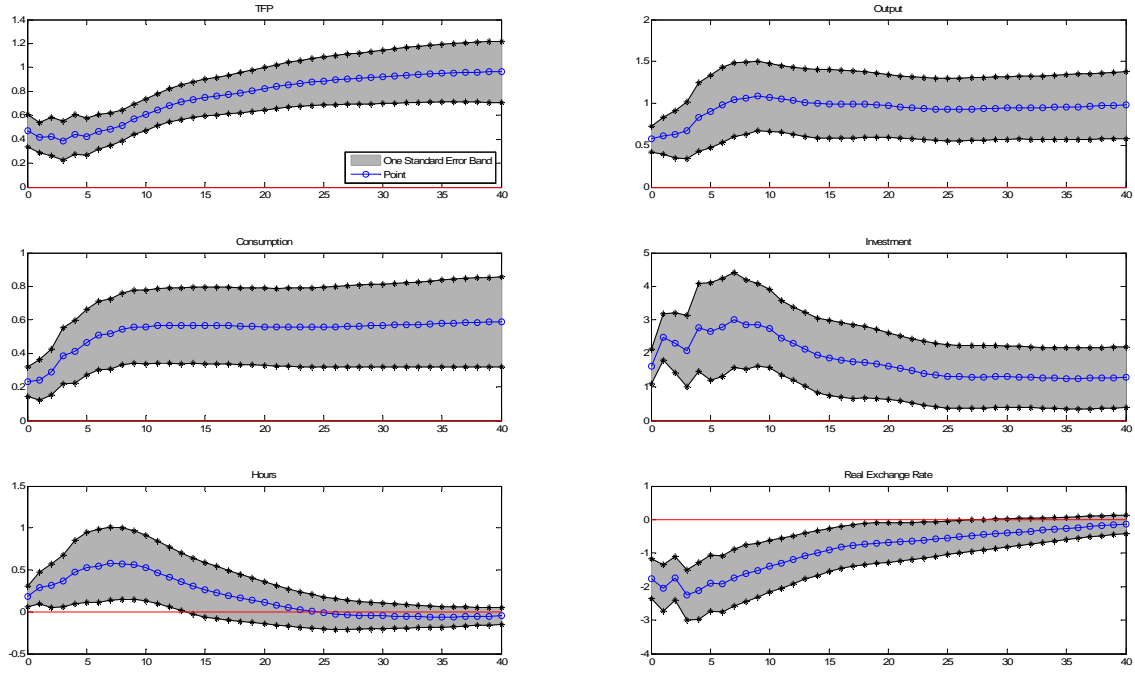 TFP
1.4
1.2
1
0.8
0.6
0.4
0.2
0
0 5 10 15 20 25 30 35 40
One Standard Error Band
Point
Output
2
1.5
1
0.5
0
0 5 10 15 20 25 30 35 40
Consumption
1
0.8
0.6
0.4
0.2
0
0 5 10 15 20 25 30 35 40
Investment
5
4
3
2
1
0
0 5 10 15 20 25 30 35 40
Hours
1.5
1
0.5
0
-0.5
0 5 10 15 20 25 30 35 40
Real Exchange Rate
1
0
-1
-2
-3
-4
0 5 10 15 20 25 30 35 40